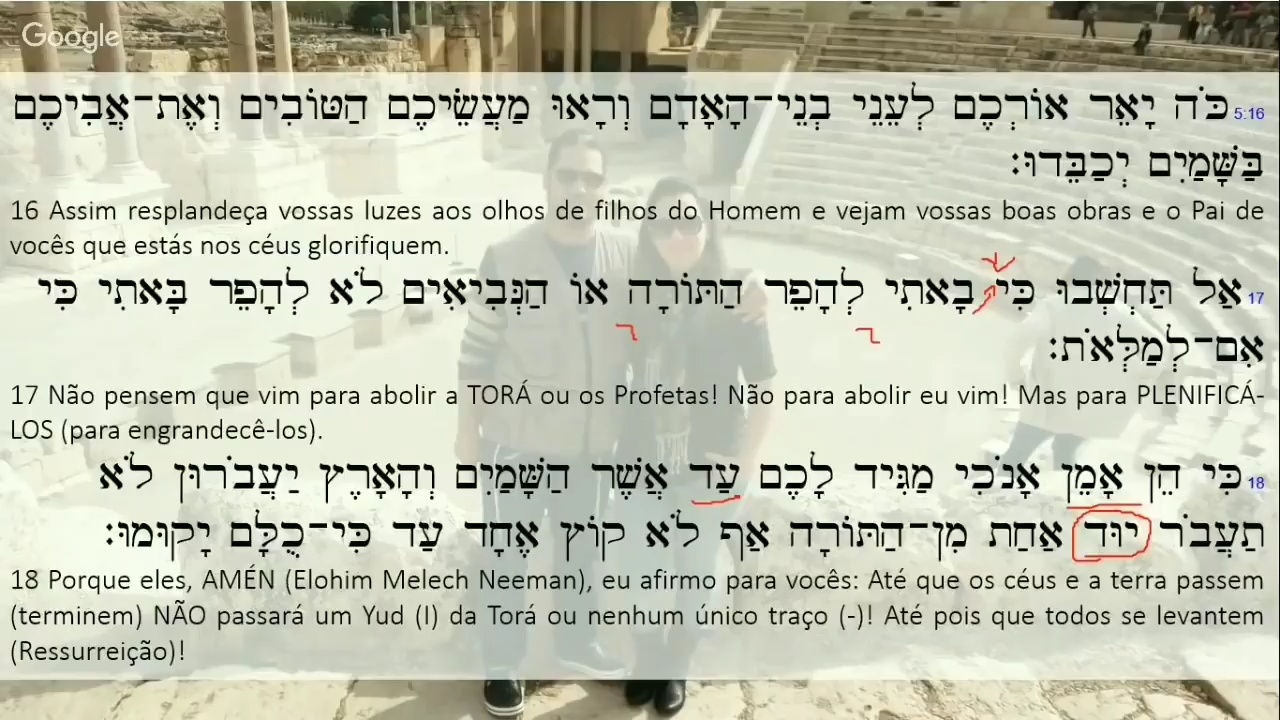 Google
5:16 כֹּה יָאֵר אוֹרְכֶם לְעֵנֵי בְנֵי־הָאָדָם וְרָאוּ מַעֲשֵׂיכֶם הַטּוֹבִים וְאֶת־אֲבִיכֶם
בַּשָּׁמַיִם יְכַבֵּדוּ׃
16 Assim resplandeça vossas luzes aos olhos de filhos do Homem e vejam vossas boas obras e o Pai de
vocês que estás nos céus glorifiquem.
17 אַל תַּחְשְׁבוּ כִּי בָאתִי לְהָפֵר הַתּוֹרָה אוֹ הַנְּבִיאִים לֹא לְהָפֵר בָּאתִי כִּי
אִם־לְמַלְּאֹת׃
17 Não pensem que vim para abolir a TORÁ ou os Profetas! Não para abolir eu vim! Mas para PLENIFICÁ-
LOS (para engrandecê-los).
18 כִּי הֵן אָמֵן אָנֹכִי מַגִּיד לָכֶם עַד אֲשֶׁר הַשָּׁמַיִם וְהָאָרֶץ יַעֲבֹרוּן לֹא
תַעֲבֹר יוּד אַחַת מִן־הַתּוֹרָה אַף לֹא קוֹץ אֶחָד עַד כִּי־כֻלָּם יָקוּמוּ׃
18 Porque eles, AMÉN (Elohim Melech Neeman), eu afirmo para vocês: Até que os céus e a terra passem
(terminem) NÃO passará um Yud (I) da Torá ou nenhum único traço (-)! Até pois que todos se levantem
(Ressurreição)!